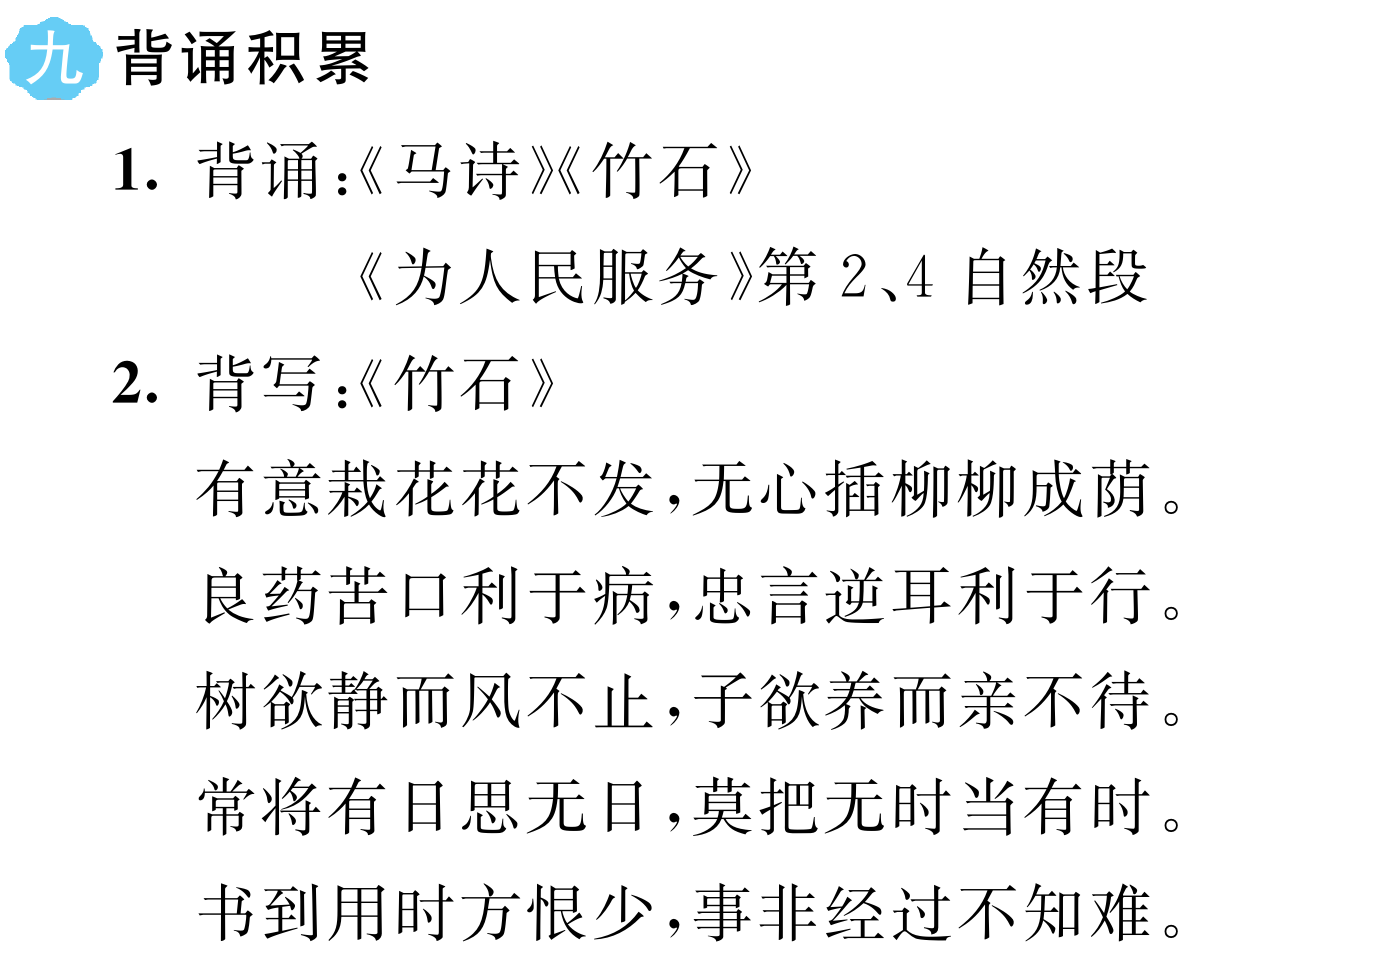 九 背诵积累
1. 背诵:《马诗》《竹石》
《为人民服务》第 2、4 自然段
2. 背写:《竹石》
有意栽花花不发,无心插柳柳成荫。
良药苦口利于病,忠言逆耳利于行。
树欲静而风不止,子欲养而亲不待。
常将有日思无日,莫把无时当有时。
书到用时方恨少,事非经过不知难。